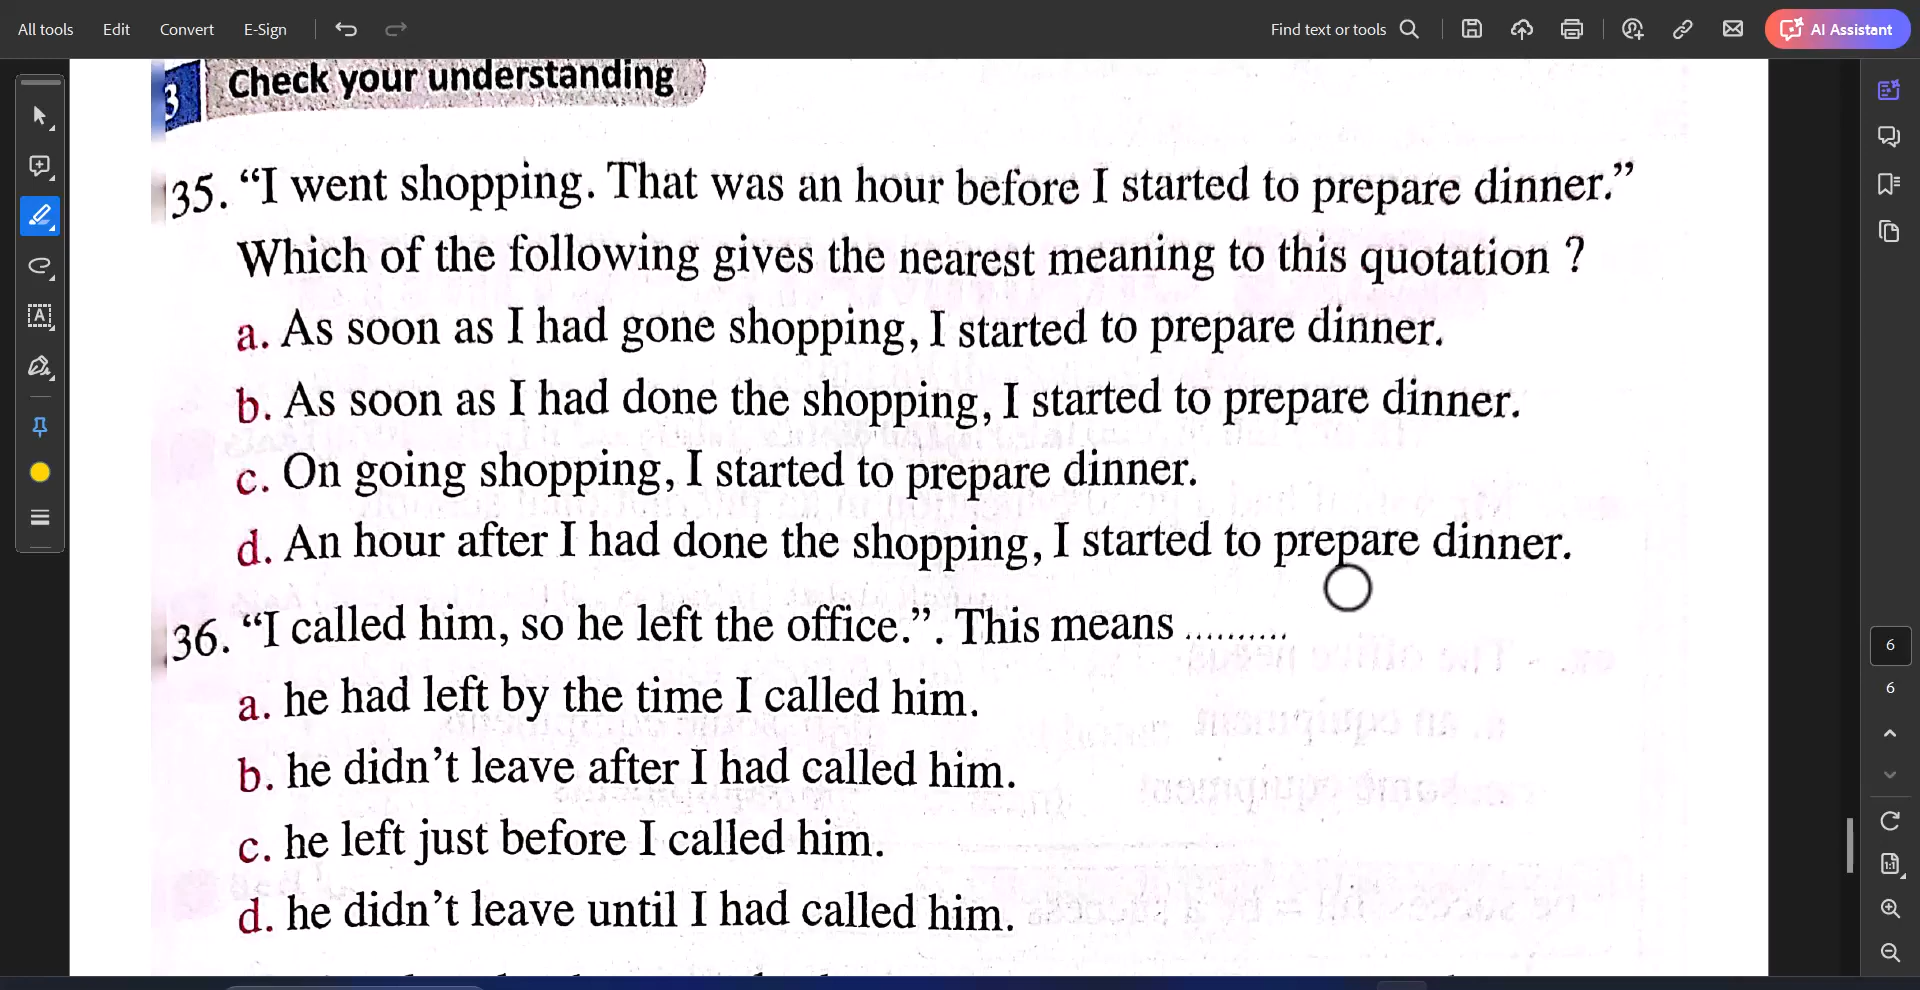 All tools Edit Convert E-Sign Find text or tools AI Assistant
3 Check your understanding
35. “I went shopping. That was an hour before I started to prepare dinner.”
Which of the following gives the nearest meaning to this quotation ?
a. As soon as I had gone shopping, I started to prepare dinner.
b. As soon as I had done the shopping, I started to prepare dinner.
c. On going shopping, I started to prepare dinner.
d. An hour after I had done the shopping, I started to prepare dinner.
36. “I called him, so he left the office.”. This means ..........
a. he had left by the time I called him.
b. he didn’t leave after I had called him.
c. he left just before I called him.
d. he didn’t leave until I had called him.
6
6